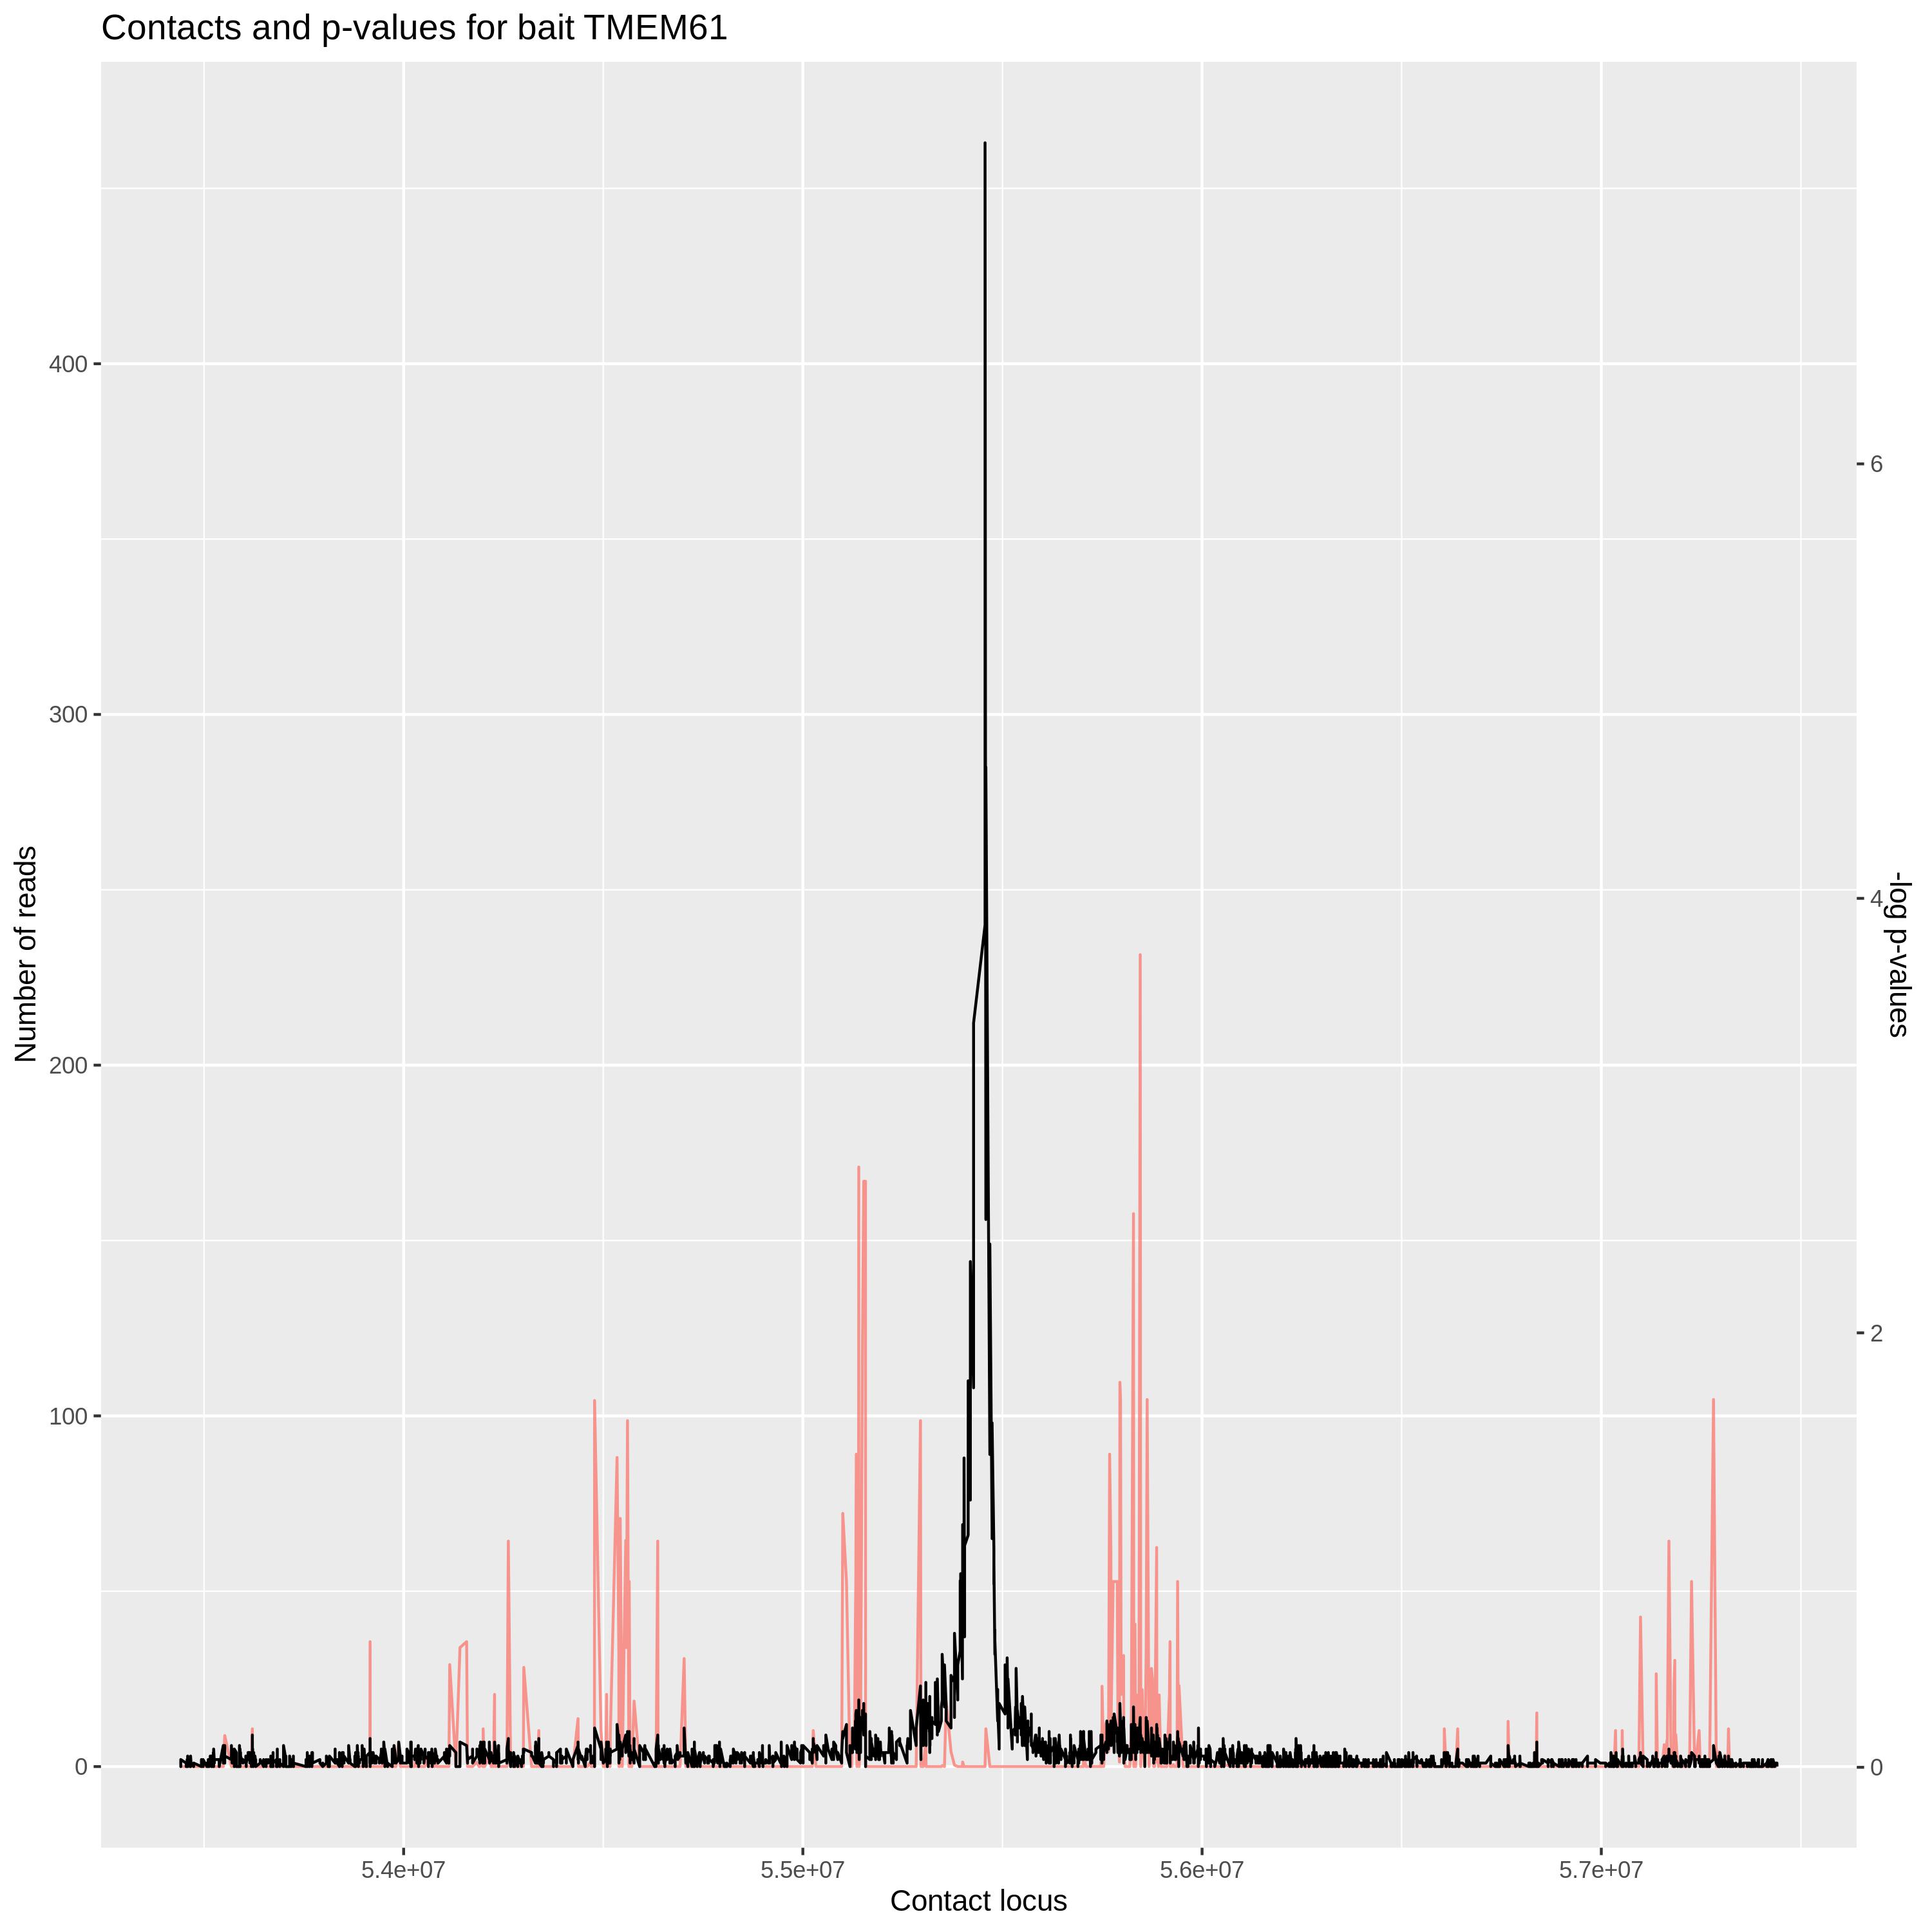 Contacts and p-values for bait TMEM61
400
300
200
100
0
Number of reads
6
4
2
0
-log p-values
5.4e+07
5.5e+07
5.6e+07
5.7e+07
Contact locus